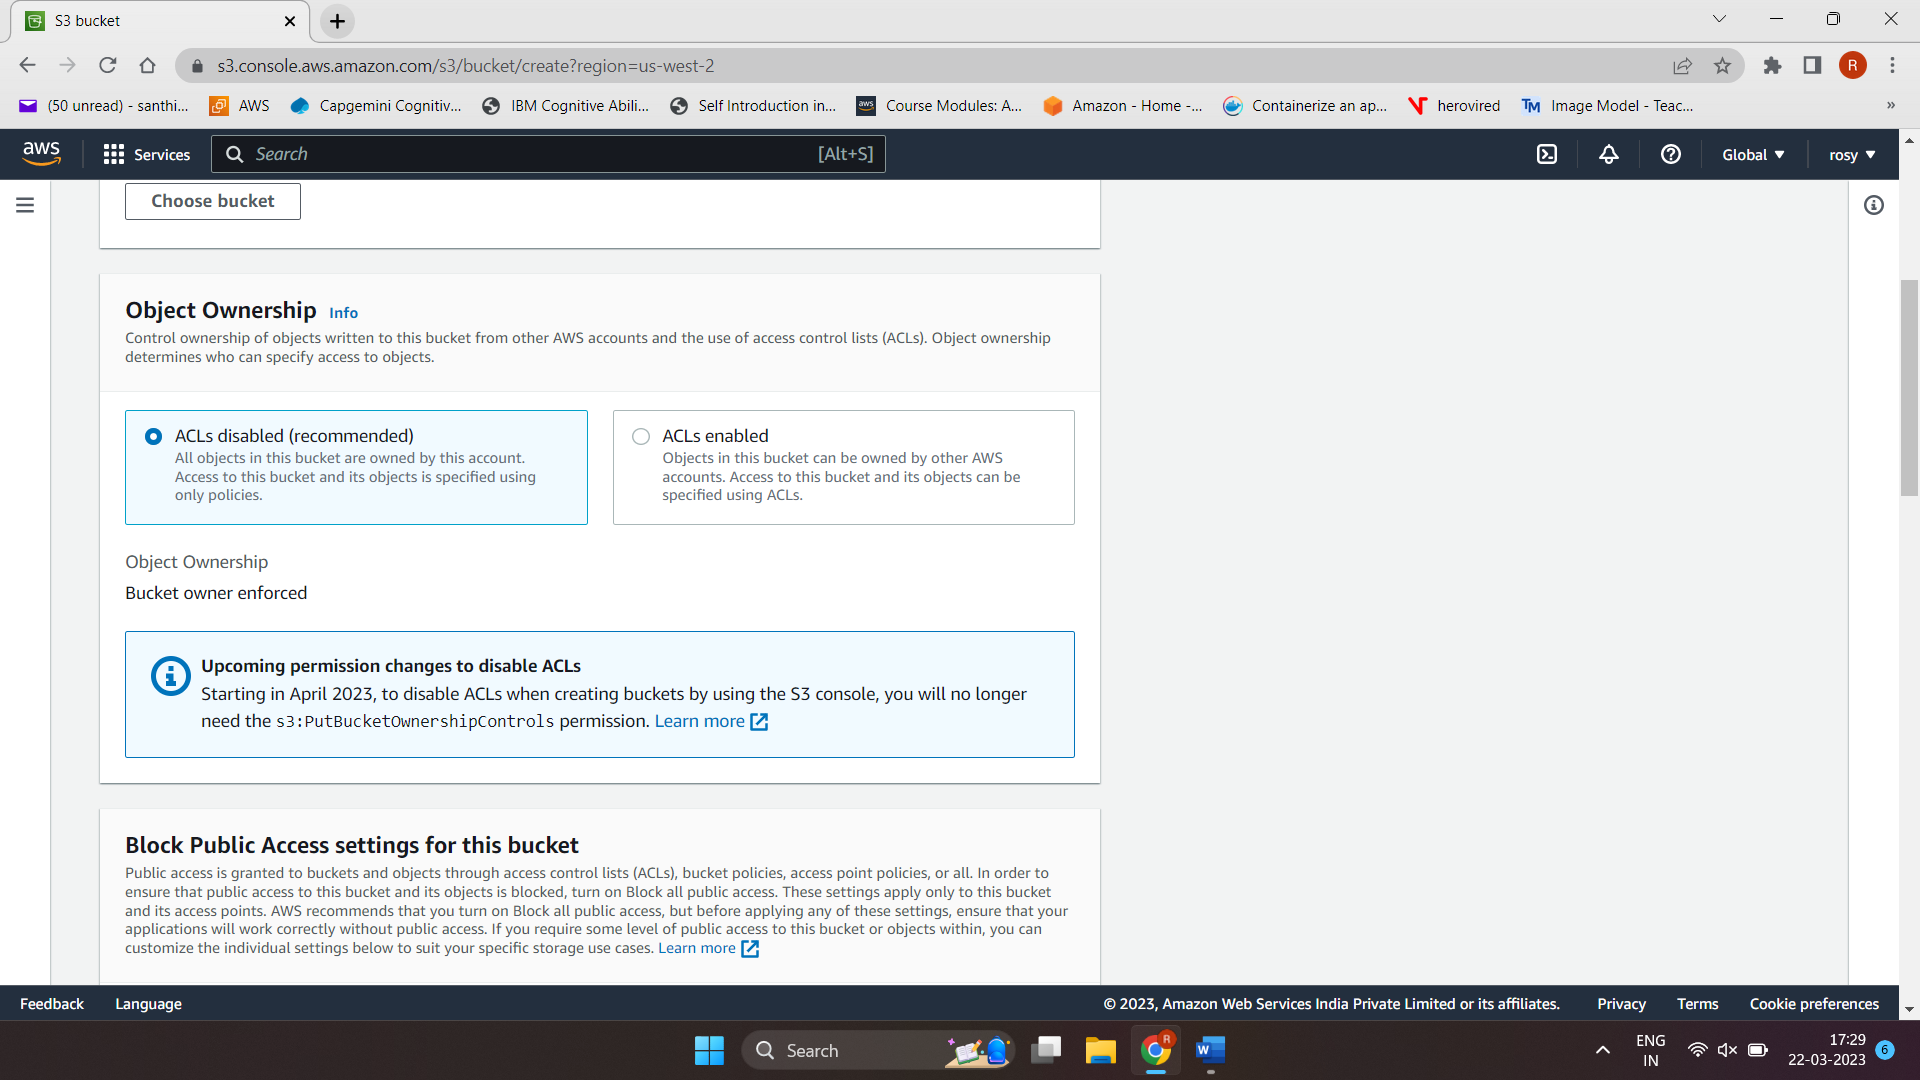 S3 bucket
s3.console.aws.amazon.com/s3/bucket/create?region=us-west-2
R
(50 unread) - santhi...
AWS
Capgemini Cognitiv...
IBM Cognitive Abili...
Self Introduction in...
aws
Course Modules: A...
Amazon - Home -...
Containerize an ap...
herovired
TM
Image Model - Teac...
»
aws
Services
Search
[Alt+S]
Global
rosy
Choose bucket
Object Ownership Info
Control ownership of objects written to this bucket from other AWS accounts and the use of access control lists (ACLs). Object ownership
determines who can specify access to objects.
ACLs disabled (recommended)
All objects in this bucket are owned by this account.
Access to this bucket and its objects is specified using
only policies.
ACLs enabled
Objects in this bucket can be owned by other AWS
accounts. Access to this bucket and its objects can be
specified using ACLs.
Object Ownership
Bucket owner enforced
Upcoming permission changes to disable ACLs
Starting in April 2023, to disable ACLs when creating buckets by using the S3 console, you will no longer
need the s3:PutBucketOwnershipControls permission. Learn more
Block Public Access settings for this bucket
Public access is granted to buckets and objects through access control lists (ACLs), bucket policies, access point policies, or all. In order to
ensure that public access to this bucket and its objects is blocked, turn on Block all public access. These settings apply only to this bucket
and its access points. AWS recommends that you turn on Block all public access, but before applying any of these settings, ensure that your
applications will work correctly without public access. If you require some level of public access to this bucket or objects within, you can
customize the individual settings below to suit your specific storage use cases. Learn more
Feedback
Language
© 2023, Amazon Web Services India Private Limited or its affiliates.
Privacy
Terms
Cookie preferences
Search
R
W
ENG
IN
17:29
22-03-2023
6